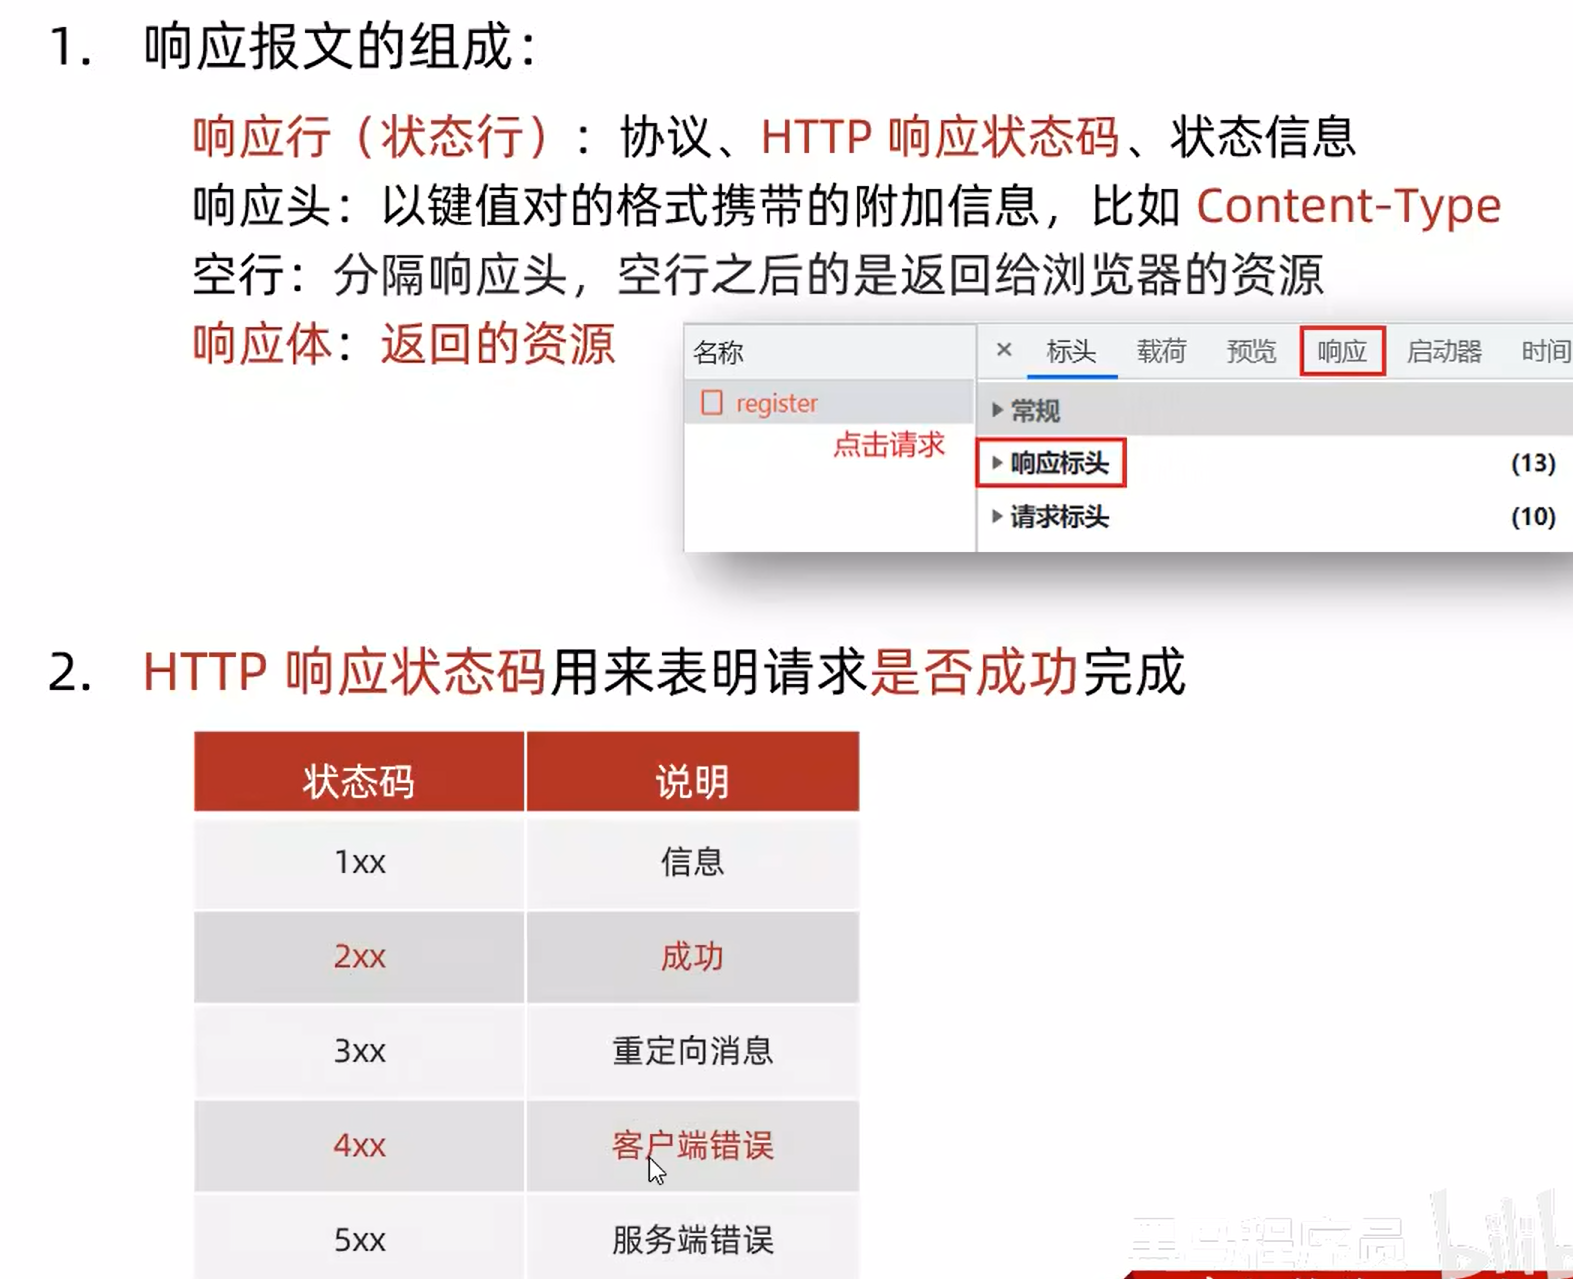 1. 响应报文的组成：
响应行（状态行）：协议、HTTP 响应状态码、状态信息
响应头：以键值对的格式携带的附加信息，比如 Content-Type
空行：分隔响应头，空行之后的是返回给浏览器的资源
响应体：返回的资源
名称
× 标头 载荷 预览 响应 启动器 时间
register
常规
点击请求
响应标头 (13)
请求标头 (10)
2. HTTP 响应状态码用来表明请求是否成功完成
状态码 说明
1xx 信息
2xx 成功
3xx 重定向消息
4xx 客户端错误
5xx 服务端错误
黑马程序员 bilibili